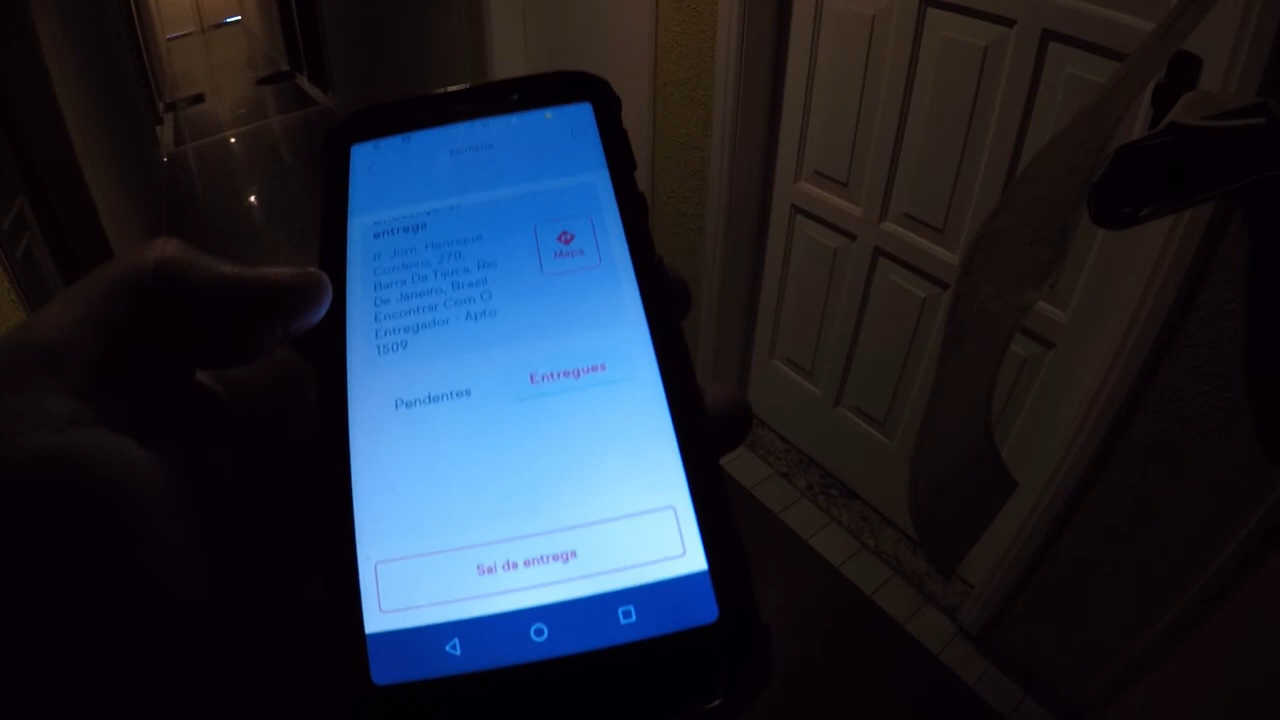 entrega
R. Jorn. Henrique
Cordeiro, 270,
Barra Da Tijuca, Rio
De Janeiro, Brazil -
Encontrar Com O
Entregador - Apto
1509
Mapa
Pendentes
Entregues
Saí da entrega